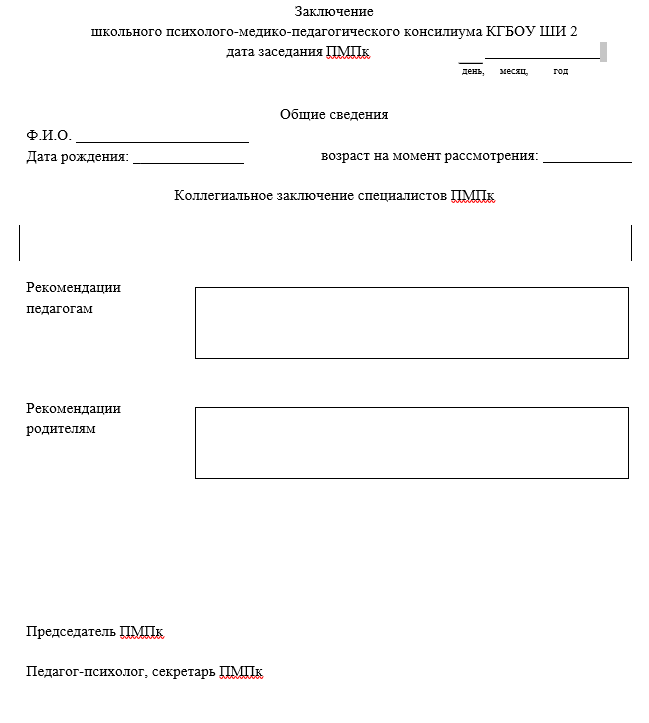 Заключение
школьного психолого-медико-педагогического консилиума КГБОУ ШИ 2
дата заседания ПМПк ___ _______________
день, месяц, год
Общие сведения
Ф.И.О. _______________________
Дата рождения: _______________ возраст на момент рассмотрения: ____________
Коллегиальное заключение специалистов ПМПк
Рекомендации
педагогам
Рекомендации
родителям
Председатель ПМПк
Педагог-психолог, секретарь ПМПк